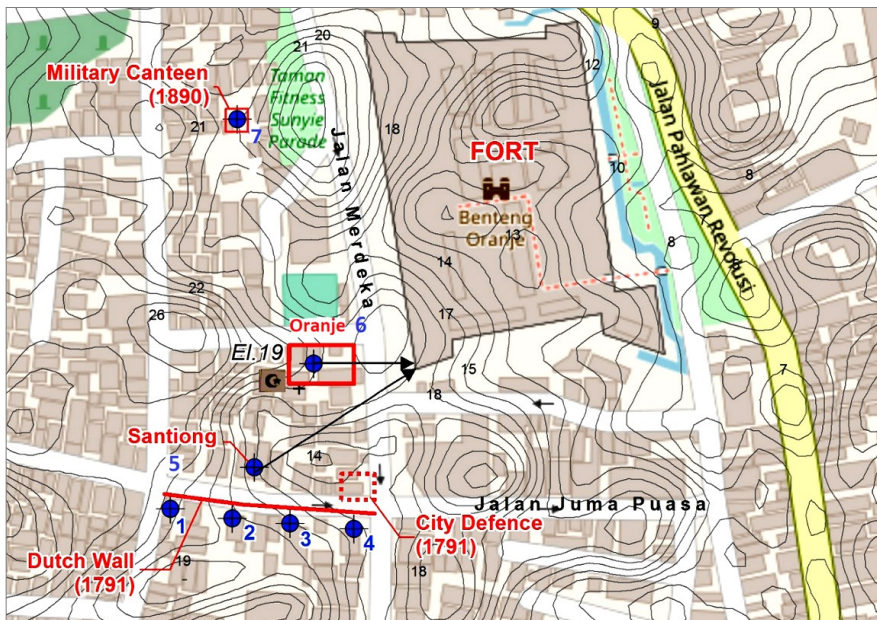 20
21
9
Military Canteen
(1890)
Taman
Fitness
Sunyie
Parade
12
21
7
18
Jalan Merdeka
FORT
Jalan Pahlawan Revolusi
10
8
Benteng
Oranje
13
8
14
22
26
17
6
Oranje
El.19
15
7
18
Santiong
14
5
Jalan Juma Puasa
1
2
3
4
City Defence
(1791)
Dutch Wall
(1791)
19
18